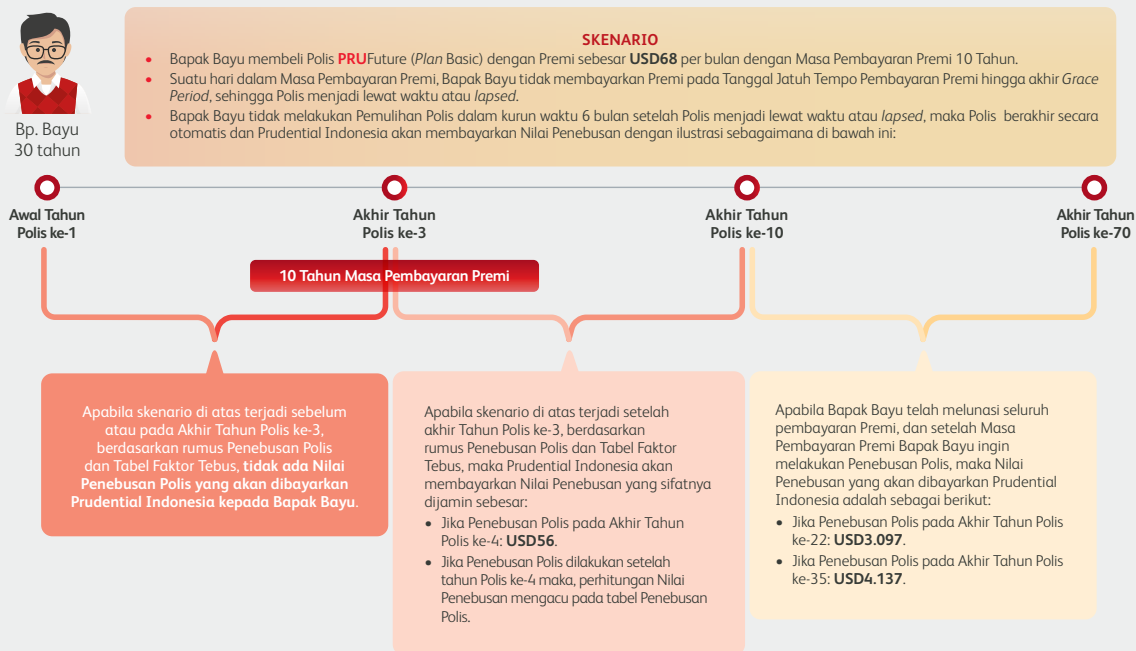 SKENARIO
• Bapak Bayu membeli Polis PRUFuture (Plan Basic) dengan Premi sebesar USD68 per bulan dengan Masa Pembayaran Premi 10 Tahun.
• Suatu hari dalam Masa Pembayaran Premi, Bapak Bayu tidak membayarkan Premi pada Tanggal Jatuh Tempo Pembayaran Premi hingga akhir Grace
Period, sehingga Polis menjadi lewat waktu atau lapsed.
• Bapak Bayu tidak melakukan Pemulihan Polis dalam kurun waktu 6 bulan setelah Polis menjadi lewat waktu atau lapsed, maka Polis berakhir secara
otomatis dan Prudential Indonesia akan membayarkan Nilai Penebusan dengan ilustrasi sebagaimana di bawah ini:
Bp. Bayu
30 tahun
Awal Tahun
Polis ke-1
Akhir Tahun
Polis ke-3
Akhir Tahun
Polis ke-10
Akhir Tahun
Polis ke-70
10 Tahun Masa Pembayaran Premi
Apabila skenario di atas terjadi sebelum
atau pada Akhir Tahun Polis ke-3,
berdasarkan rumus Penebusan Polis
dan Tabel Faktor Tebus, tidak ada Nilai
Penebusan Polis yang akan dibayarkan
Prudential Indonesia kepada Bapak Bayu.
Apabila skenario di atas terjadi setelah
akhir Tahun Polis ke-3, berdasarkan
rumus Penebusan Polis dan Tabel Faktor
Tebus, maka Prudential Indonesia akan
membayarkan Nilai Penebusan yang sifatnya
dijamin sebesar:
• Jika Penebusan Polis pada Akhir Tahun
Polis ke-4: USD56.
• Jika Penebusan Polis dilakukan setelah
tahun Polis ke-4 maka, perhitungan Nilai
Penebusan mengacu pada tabel Penebusan
Polis.
Apabila Bapak Bayu telah melunasi seluruh
pembayaran Premi, dan setelah Masa
Pembayaran Premi Bapak Bayu ingin
melakukan Penebusan Polis, maka Nilai
Penebusan yang akan dibayarkan Prudential
Indonesia adalah sebagai berikut:
• Jika Penebusan Polis pada Akhir Tahun Polis
ke-22: USD3.097.
• Jika Penebusan Polis pada Akhir Tahun Polis
ke-35: USD4.137.